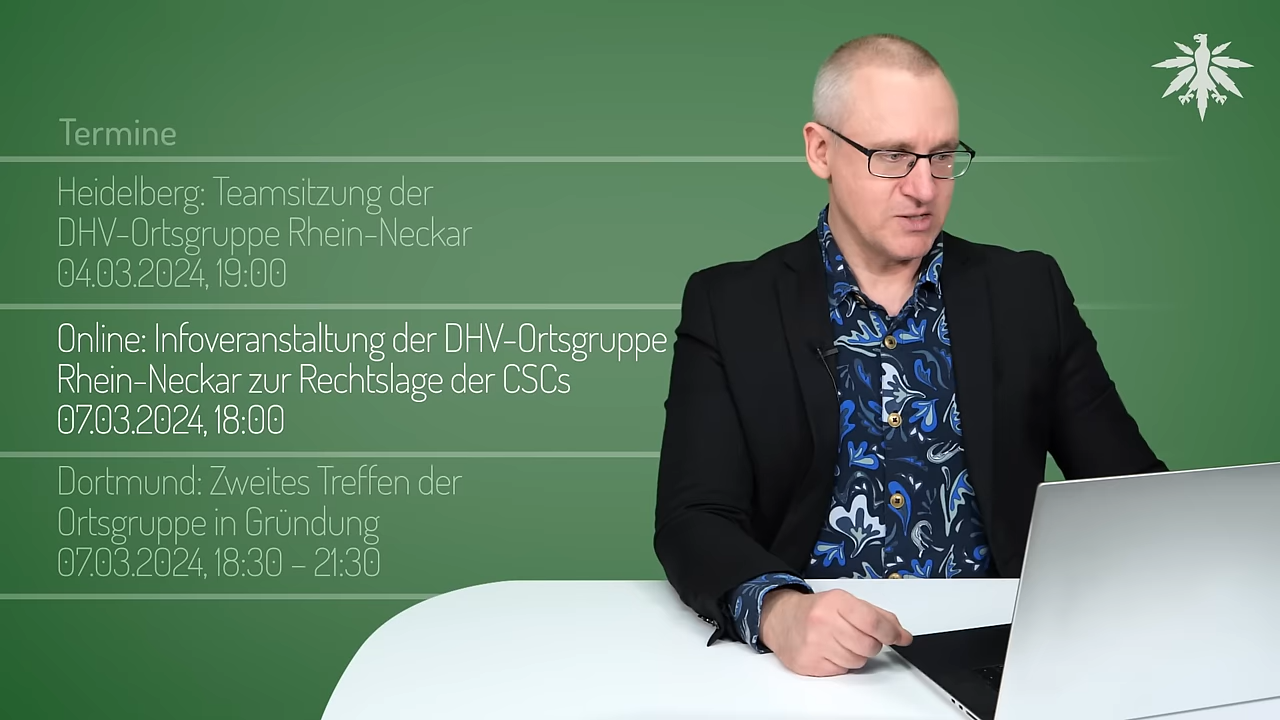 Termine
Heidelberg: Teamsitzung der
DHV-Ortsgruppe Rhein-Neckar
04.03.2024, 19:00
Online: Infoveranstaltung der DHV-Ortsgruppe
Rhein-Neckar zur Rechtslage der CSCs
07.03.2024, 18:00
Dortmund: Zweites Treffen der
Ortsgruppe in Gründung
07.03.2024, 18:30 – 21:30